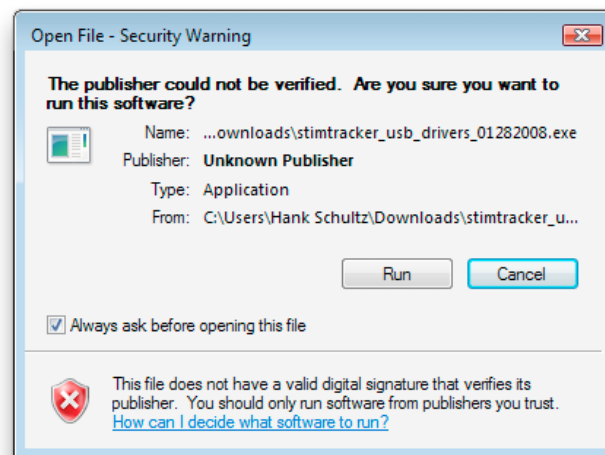 Open File - Security Warning
The publisher could not be verified.  Are you sure you want to
run this software?
Name: ...ownloads\stimtracker_usb_drivers_01282008.exe
Publisher: Unknown Publisher
Type: Application
From: C:\Users\Hank Schultz\Downloads\stimtracker_u...
Run Cancel
Always ask before opening this file
This file does not have a valid digital signature that verifies its
publisher.  You should only run software from publishers you trust.
How can I decide what software to run?